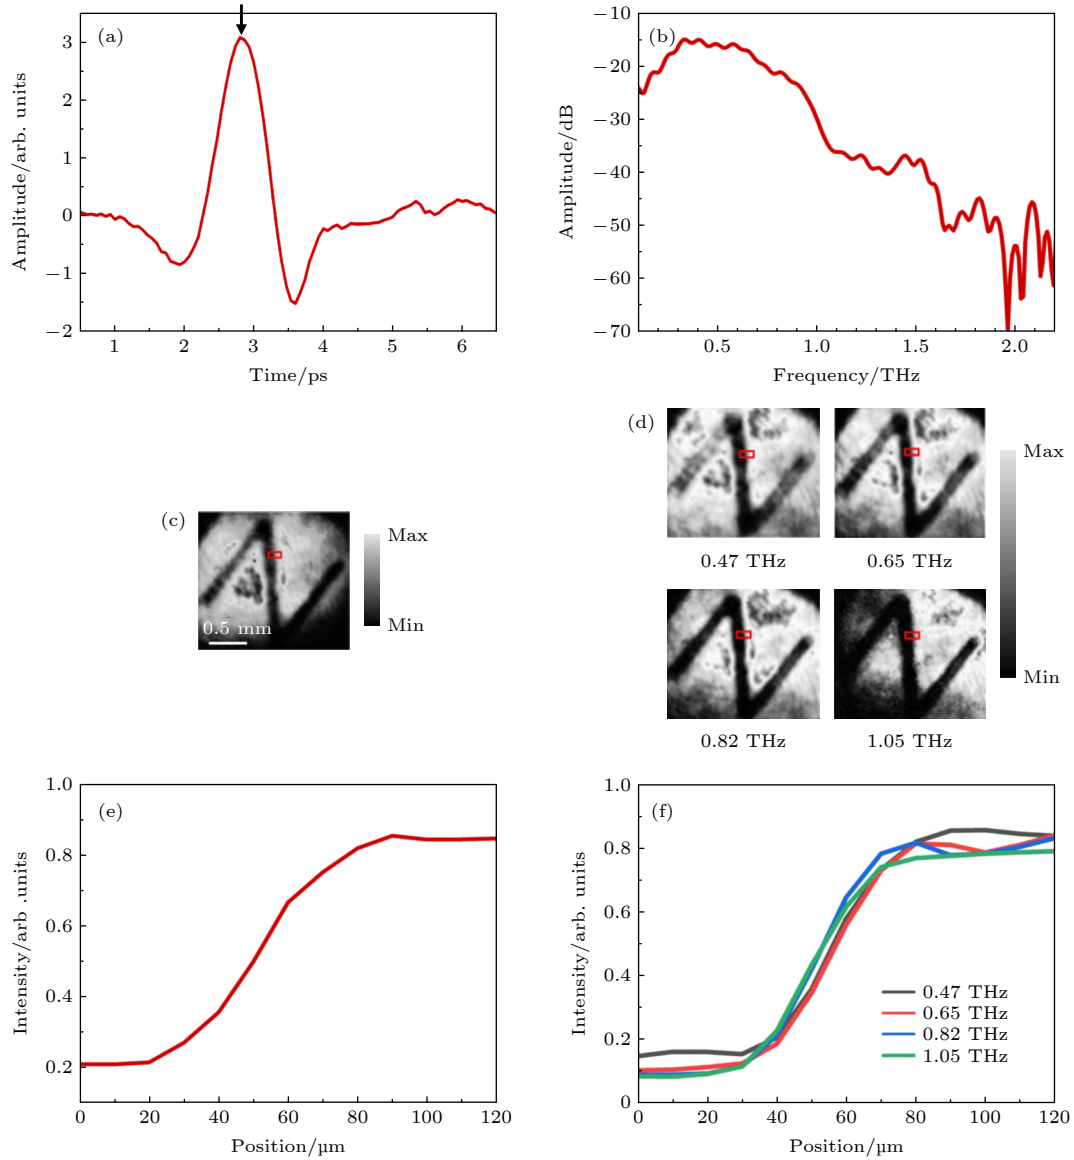 (a)
3
2
1
0
−1
−2
1 2 3 4 5 6
Amplitude/arb. units
Time/ps
(b)
−10
−20
−30
−40
−50
−60
−70
0.5 1.0 1.5 2.0
Amplitude/dB
Frequency/THz
(c)
0.5 mm
Max
Min
(d)
0.47 THz 0.65 THz
0.82 THz 1.05 THz
Max
Min
(e)
1.0
0.8
0.6
0.4
0.2
0 20 40 60 80 100 120
Intensity/arb .units
Position/µm
(f)
1.0
0.8
0.6
0.4
0.2
0
0 20 40 60 80 100 120
Intensity/arb. units
Position/µm
0.47 THz
0.65 THz
0.82 THz
1.05 THz